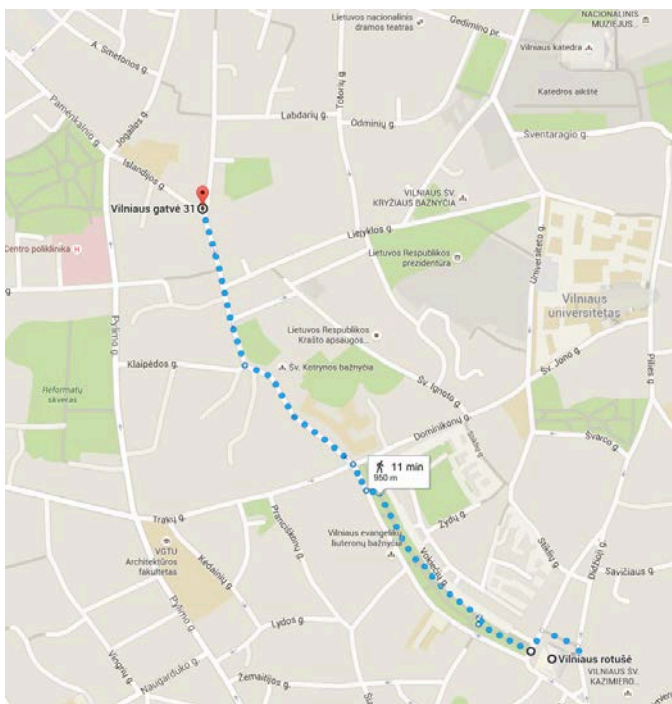 Lietuvos nacionalinis
dramos teatras
Gedimino pr.
NACIONALINIS
MUZIEJUS...
Vilniaus katedra
A. Smetonos g.
Katedros aikštė
Pamėnkalnio g.
Jogailos g.
Labdarių g.
Totorių g.
Odminių g.
Šventaragio g.
Islandijos g.
Vilniaus gatvė 31
VILNIAUS ŠV.
KRYŽIAUS BAŽNYČIA
Liejyklos g.
Universiteto g.
Centro poliklinika
Lietuvos Respublikos
prezidentūra
Vilniaus
universitetas
Pylimo g.
Lietuvos Respublikos
Krašto apsaugos...
Pilies g.
Klaipėdos g.
Šv. Kotrynos bažnyčia
Šv. Jono g.
Reformatų
skveras
Šv. Ignoto g.
Dominikonų g.
Stiklių g.
Švarco g.
11 min
950 m
Trakų g.
Pranciškonų g.
Žydų g.
VGTU
Architektūros
fakultetas
Kėdainių g.
Vilniaus evangelikų
liuteronų bažnyčia
Vokiečių g.
Stiklių g.
Didžioji g.
Savičiaus g.
Pylimo g.
Lydos g.
Vilniaus rotušė
Vingrių g.
Naugarduko g.
Žemaitijos g.
VILNIAUS ŠV.
KAZIMIERO...